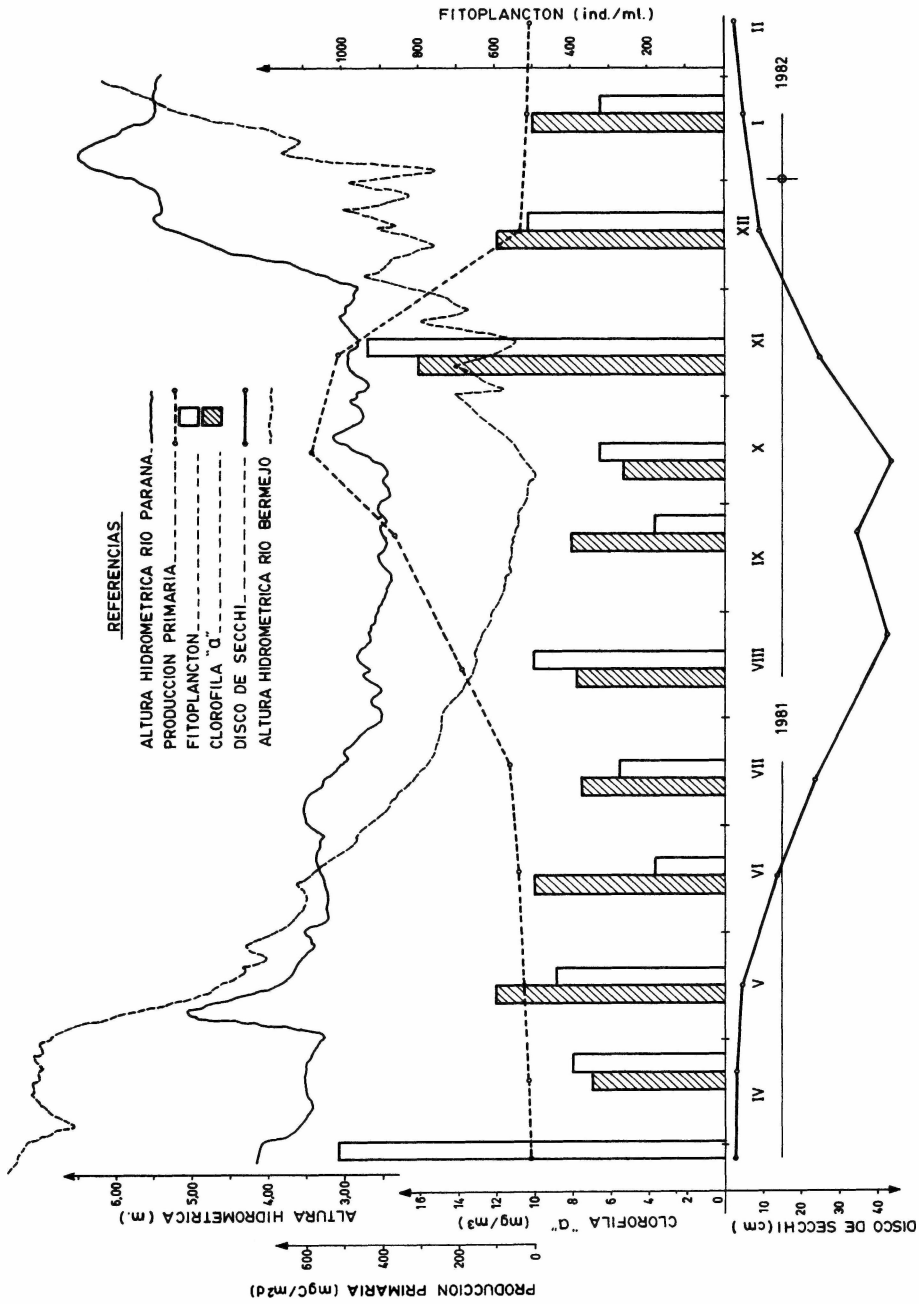 FITOPLANCTON (ind./ml.)
1000
800
600
400
200
REFERENCIAS
ALTURA HIDROMETRICA RIO PARANA
PRODUCCION PRIMARIA
FITOPLANCTON
CLOROFILA "a"
DISCO DE SECCHI
ALTURA HIDROMETRICA RIO BERMEJO
IV
V
VI
VII
VIII
IX
X
XI
XII
I
II
1981
1982
6,00
5,00
4,00
3,00
ALTURA HIDROMETRICA (m.)
16
14
12
10
8
6
4
2
0
CLOROFILA "a"
(mg/m3)
600
400
200
0
PRODUCCION PRIMARIA (mgC/m2d)
10
20
30
40
DISCO DE SECCHI (cm)